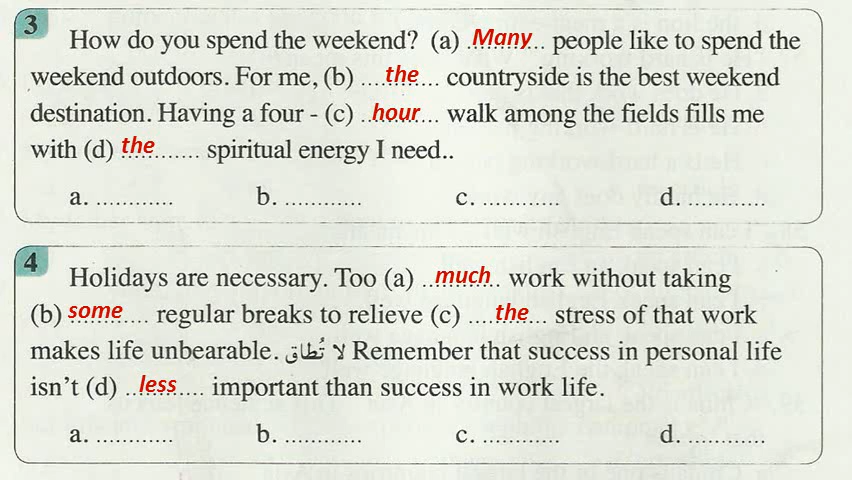 3
How do you spend the weekend? (a) ..Many.. people like to spend the
weekend outdoors. For me, (b) ....the..... countryside is the best weekend
destination. Having a four - (c) ..hour.. walk among the fields fills me
with (d) the........... spiritual energy I need..
a. ............ b. ............ c. ............ d. ............
4
Holidays are necessary. Too (a) ..much.. work without taking
(b) some.... regular breaks to relieve (c) ....the..... stress of that work
makes life unbearable. لا تُطاق Remember that success in personal life
isn't (d) ..less.... important than success in work life.
a. ............ b. ............ c. ............ d. ............